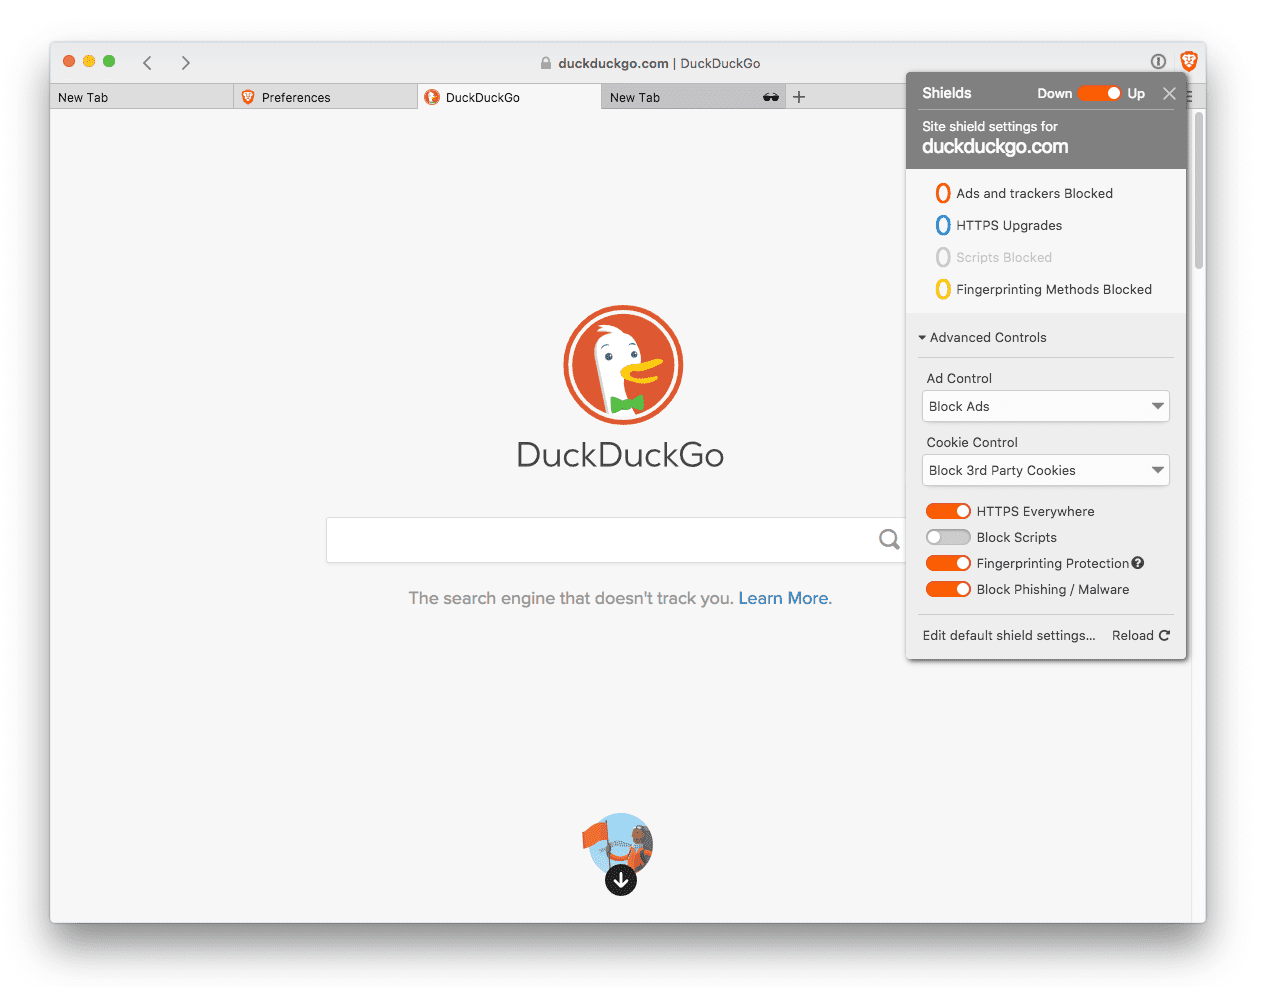 duckduckgo.com | DuckDuckGo
New Tab
Preferences
DuckDuckGo
New Tab
Shields
Down
Up
Site shield settings for
duckduckgo.com
0 Ads and trackers Blocked
0 HTTPS Upgrades
0 Scripts Blocked
0 Fingerprinting Methods Blocked
Advanced Controls
Ad Control
Block Ads
Cookie Control
Block 3rd Party Cookies
HTTPS Everywhere
Block Scripts
Fingerprinting Protection
Block Phishing / Malware
Edit default shield settings...
Reload
DuckDuckGo
The search engine that doesn't track you. Learn More.